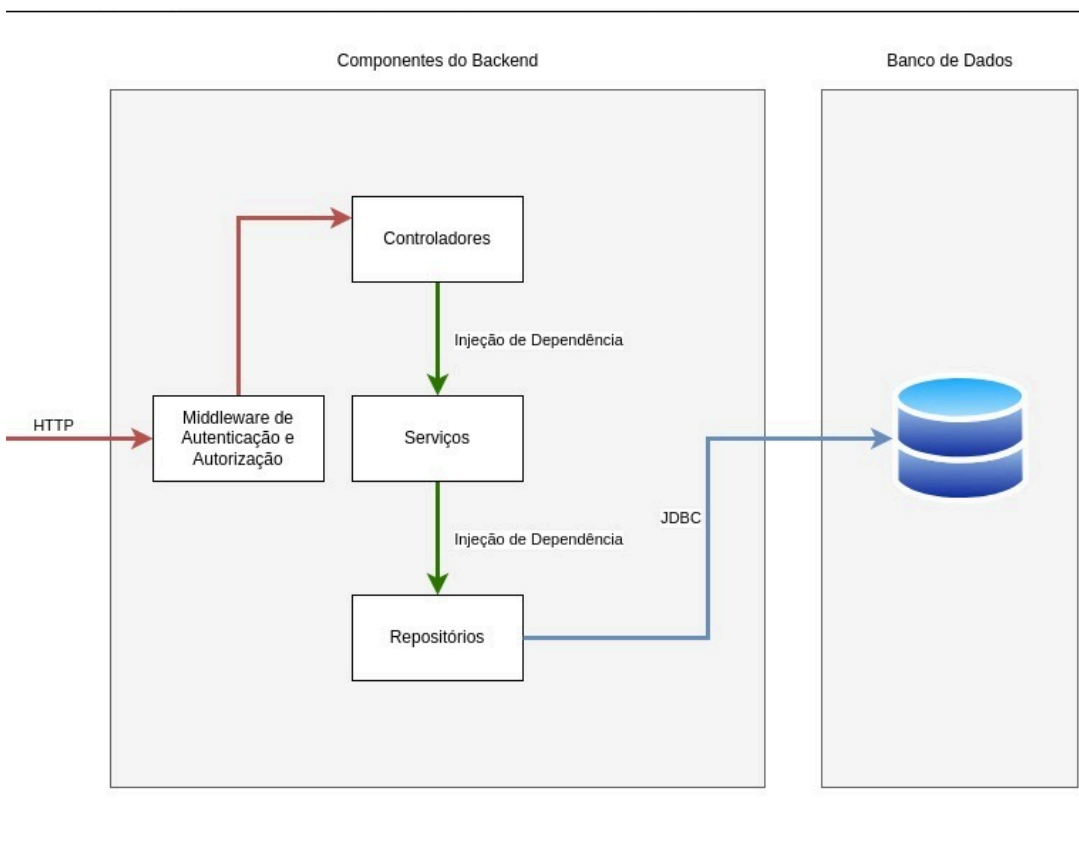 Componentes do Backend
Banco de Dados
Controladores
Injeção de Dependência
HTTP
Middleware de
Autenticação e
Autorização
Serviços
JDBC
Injeção de Dependência
Repositórios